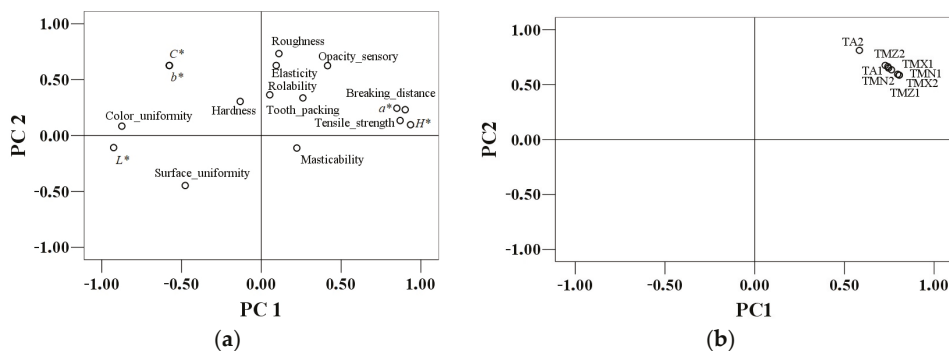 1.00
0.50
0.00
-0.50
-1.00
PC 2
C*
b*
Roughness
Opacity_sensory
Elasticity
Rolability
Hardness
Tooth_packing
Breaking_distance
a*
Color_uniformity
Tensile_strength
H*
L*
Masticability
Surface_uniformity
-1.00 -0.50 0.00 0.50 1.00
PC 1
(a)
1.00
0.50
0.00
-0.50
-1.00
PC2
TA2
TMZ2
TMX1
TA1
TMN1
TMN2
TMX2
TMZ1
-1.00 -0.50 0.00 0.50 1.00
PC1
(b)